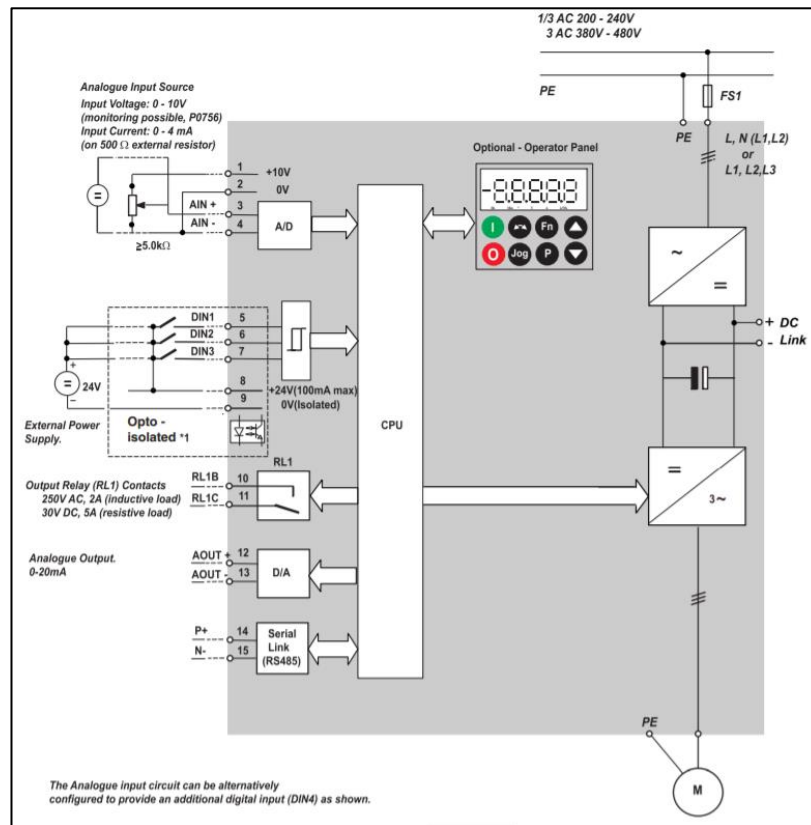 1/3 AC 200 - 240V
3 AC 380V - 480V
PE
FS1
Analogue Input Source
Input Voltage: 0 - 10V
(monitoring possible, P0756)
Input Current: 0 - 4 mA
(on 500 Ω external resistor)
PE
L, N (L1,L2)
or
L1, L2,L3
Optional - Operator Panel
1
+10V
2
0V
AIN +
3
AIN -
4
A/D
≥5.0kΩ
I
Fn
O
Jog
P
~
=
+ DC
- Link
DIN1
5
DIN2
6
DIN3
7
8
+24V(100mA max)
9
0V(Isolated)
+
=
24V
–
External Power
Supply.
Opto -
isolated *1
CPU
RL1
RL1B
10
RL1C
11
Output Relay (RL1) Contacts
250V AC, 2A (inductive load)
30V DC, 5A (resistive load)
=
3~
Analogue Output.
0-20mA
AOUT +
12
AOUT -
13
D/A
P+
14
N-
15
Serial
Link
(RS485)
PE
M
The Analogue input circuit can be alternatively
configured to provide an additional digital input (DIN4) as shown.